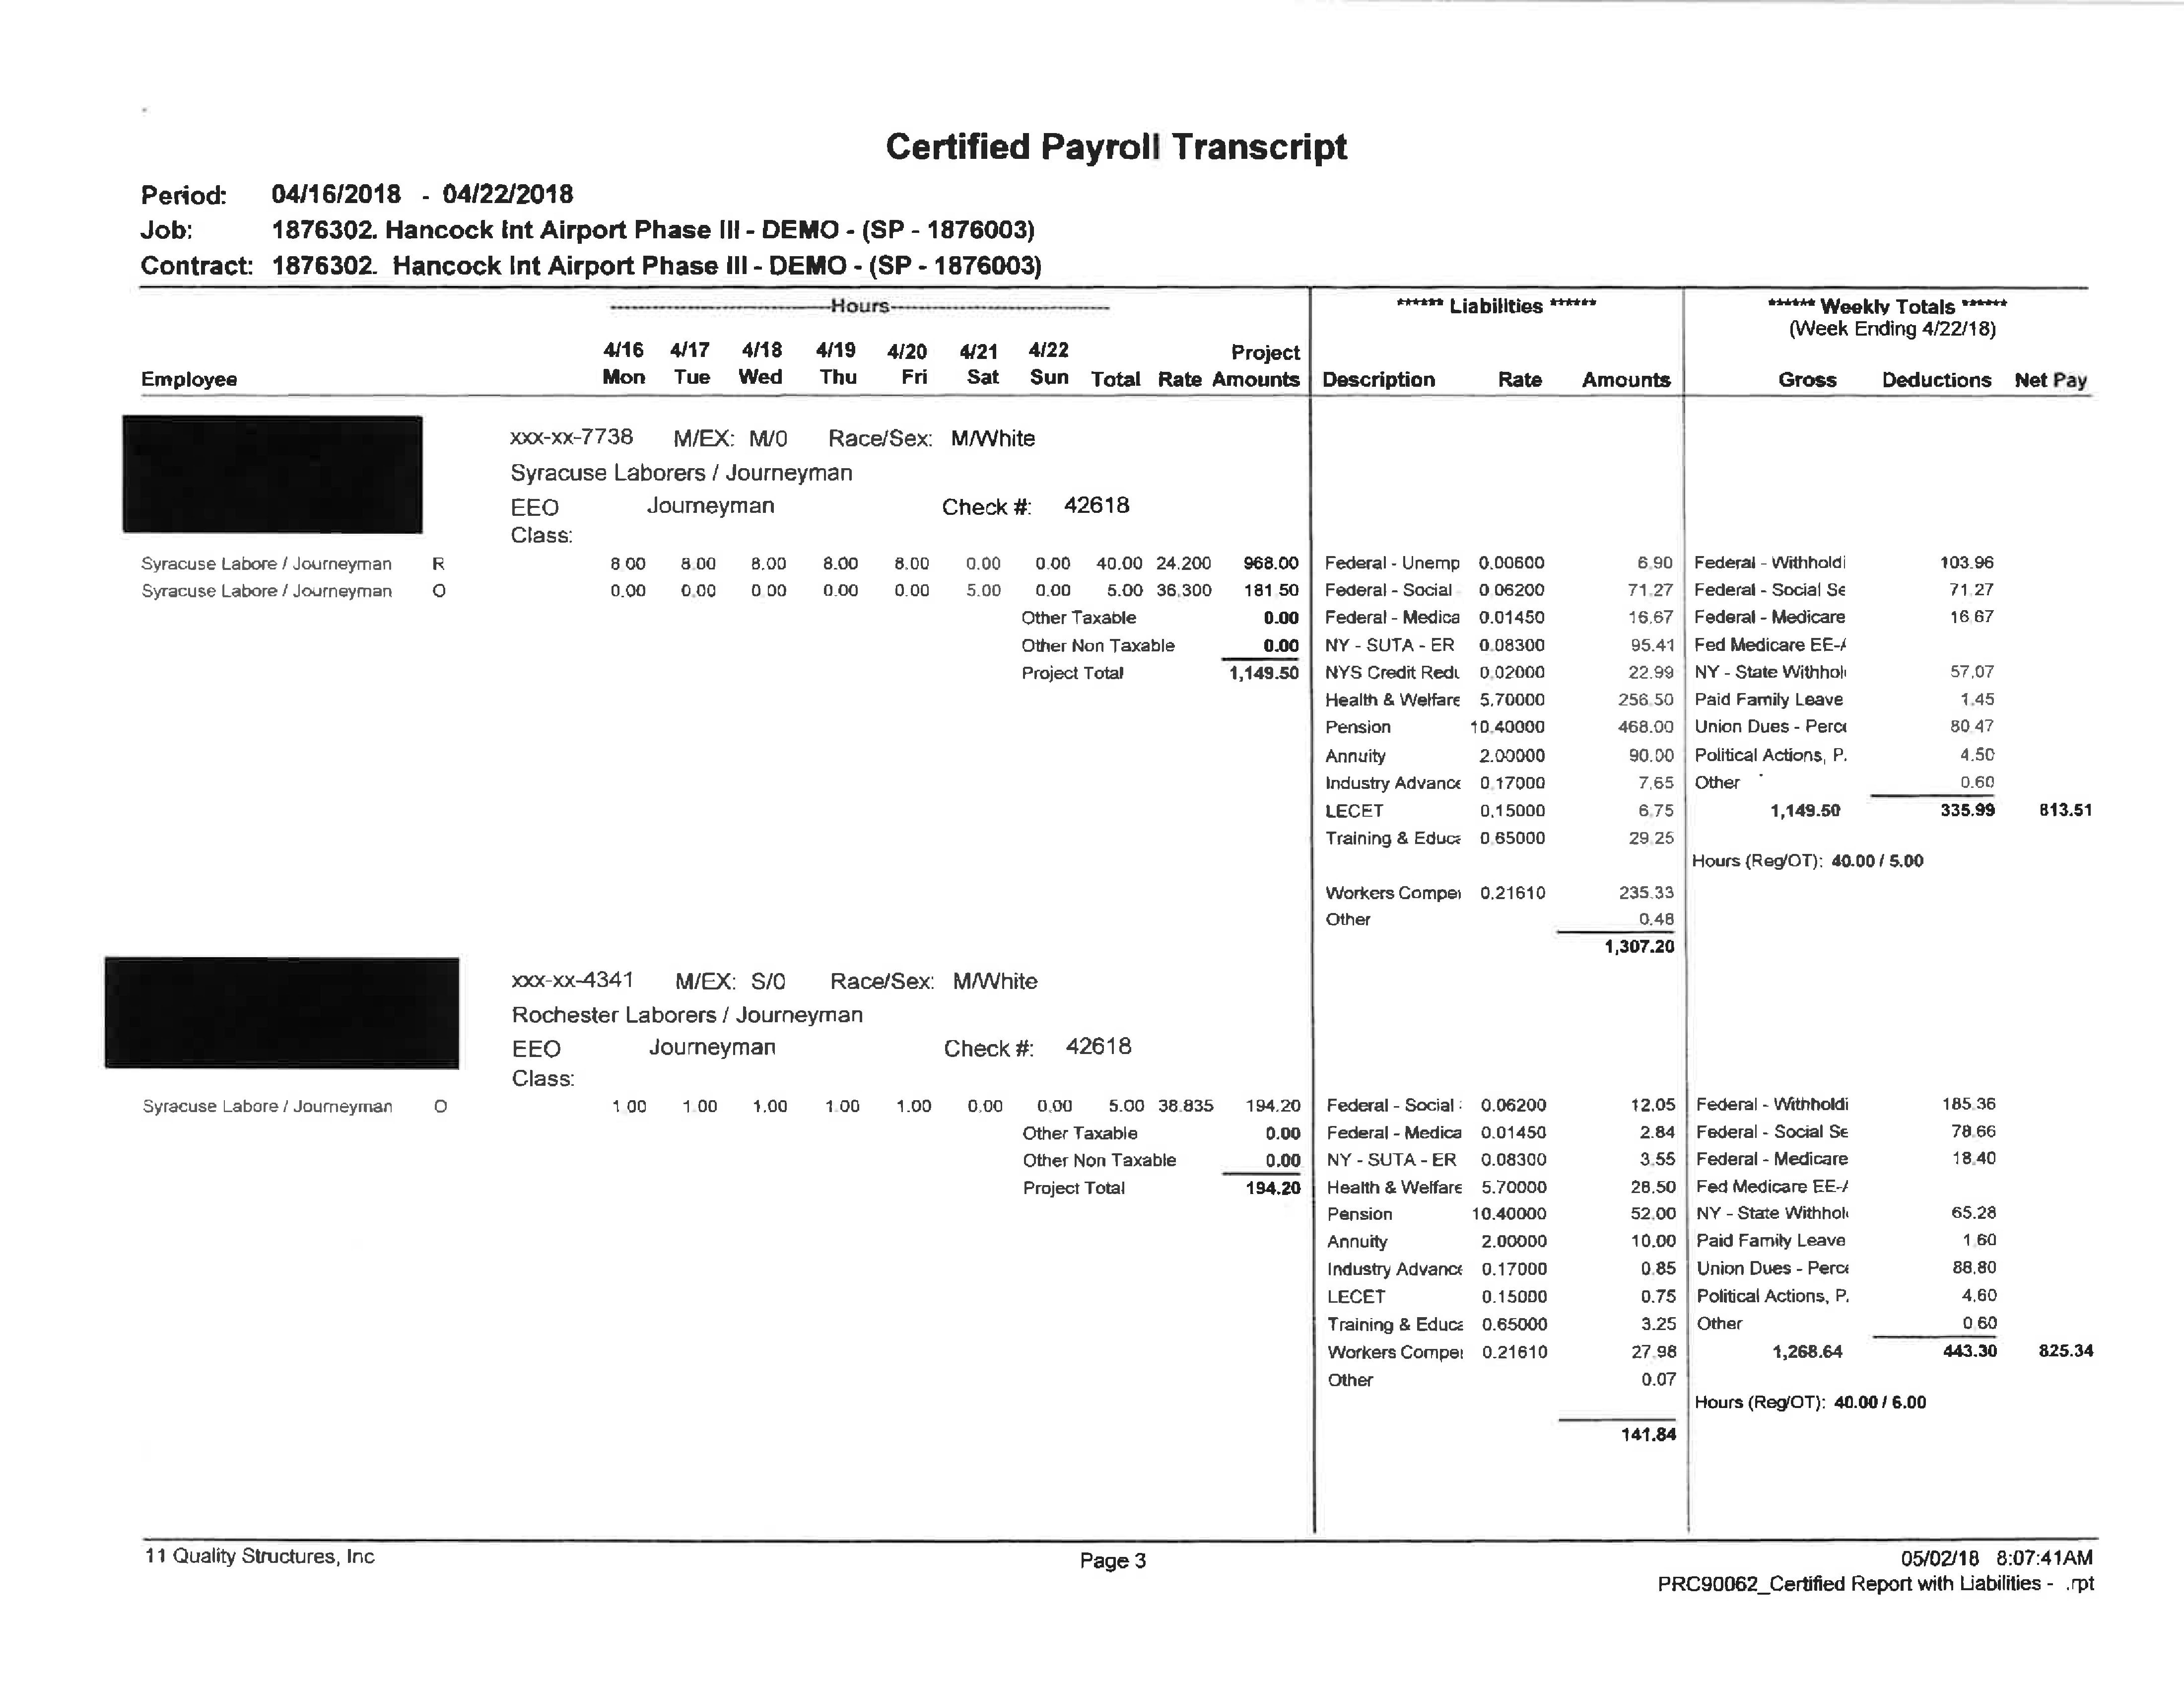 Certified Payroll Transcript
Period: 04/16/2018 - 04/22/2018
Job: 1876302. Hancock Int Airport Phase III - DEMO - (SP - 1876003)
Contract: 1876302. Hancock Int Airport Phase III - DEMO - (SP - 1876003)
Hours ****** Liabilities ****** ****** Weekly Totals ******
(Week Ending 4/22/18)
4/16 4/17 4/18 4/19 4/20 4/21 4/22 Project
Employee Mon Tue Wed Thu Fri Sat Sun Total Rate Amounts Description Rate Amounts Gross Deductions Net Pay
xxx-xx-7738 M/EX: M/0 Race/Sex: M/White
Syracuse Laborers / Journeyman
EEO Journeyman Check #: 42618
Class:
Syracuse Labore / Journeyman R 8.00 8.00 8.00 8.00 8.00 0.00 0.00 40.00 24.200 968.00 Federal - Unemp 0.00600 6.90 Federal - Withholdi 103.96
Syracuse Labore / Journeyman O 0.00 0.00 0.00 0.00 0.00 5.00 0.00 5.00 36.300 181.50 Federal - Social 0.06200 71.27 Federal - Social Se 71.27
Other Taxable 0.00 Federal - Medica 0.01450 16.67 Federal - Medicare 16.67
Other Non Taxable 0.00 NY - SUTA - ER 0.08300 95.41 Fed Medicare EE-/
Project Total 1,149.50 NYS Credit Redu 0.02000 22.99 NY - State Withhol 57.07
Health & Welfare 5.70000 256.50 Paid Family Leave 1.45
Pension 10.40000 468.00 Union Dues - Perce 80.47
Annuity 2.00000 90.00 Political Actions, P. 4.50
Industry Advance 0.17000 7.65 Other 0.60
LECET 0.15000 6.75 1,149.50 335.99 813.51
Training & Educa 0.65000 29.25
Hours (Reg/OT): 40.00 / 5.00
Workers Compe 0.21610 235.33
Other 0.48
1,307.20
xxx-xx-4341 M/EX: S/0 Race/Sex: M/White
Rochester Laborers / Journeyman
EEO Journeyman Check #: 42618
Class:
Syracuse Labore / Journeyman O 1.00 1.00 1.00 1.00 1.00 0.00 0.00 5.00 38.835 194.20 Federal - Social 0.06200 12.05 Federal - Withholdi 185.36
Other Taxable 0.00 Federal - Medica 0.01450 2.84 Federal - Social Se 78.66
Other Non Taxable 0.00 NY - SUTA - ER 0.08300 3.55 Federal - Medicare 18.40
Project Total 194.20 Health & Welfare 5.70000 28.50 Fed Medicare EE-/
Pension 10.40000 52.00 NY - State Withhol 65.28
Annuity 2.00000 10.00 Paid Family Leave 1.60
Industry Advance 0.17000 0.85 Union Dues - Perce 88.80
LECET 0.15000 0.75 Political Actions, P. 4.60
Training & Educa 0.65000 3.25 Other 0.60
Workers Compe 0.21610 27.98 1,268.64 443.30 825.34
Other 0.07
Hours (Reg/OT): 40.00 / 6.00
141.84
11 Quality Structures, Inc Page 3 05/02/18 8:07:41AM
PRC90062_Certified Report with Liabilities - .rpt